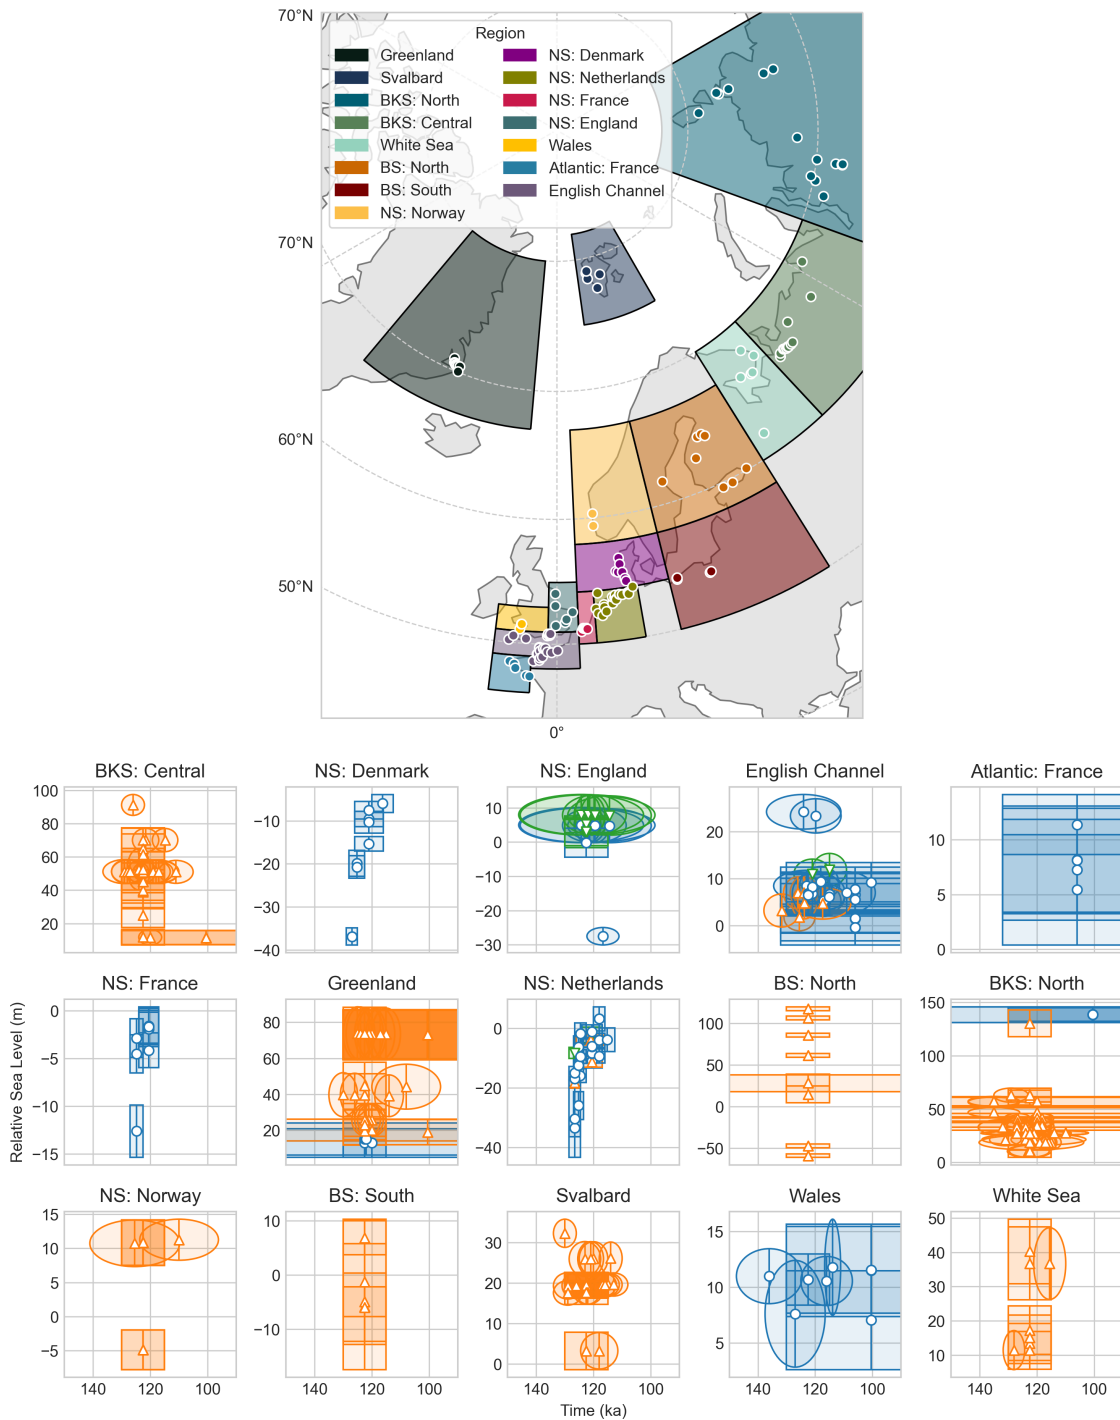 70°N
Region
Greenland
Svalbard
BKS: North
BKS: Central
White Sea
BS: North
BS: South
NS: Norway
NS: Denmark
NS: Netherlands
NS: France
NS: England
Wales
Atlantic: France
English Channel
70°N
60°N
50°N
0°
BKS: Central
100
80
60
40
20
NS: Denmark
−10
−20
−30
−40
NS: England
10
0
−10
−20
−30
English Channel
20
10
0
Atlantic: France
10
5
0
Relative Sea Level (m)
NS: France
0
−5
−10
−15
Greenland
80
60
40
20
NS: Netherlands
0
−20
−40
BS: North
100
50
0
−50
BKS: North
150
100
50
0
NS: Norway
15
10
5
0
−5
140
120
100
BS: South
10
0
−10
140
120
100
Svalbard
30
20
10
0
140
120
100
Wales
15
10
5
140
120
100
White Sea
50
40
30
20
10
140
120
100
Time (ka)